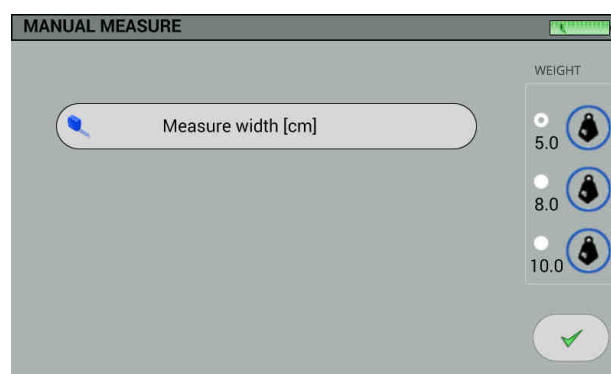 MANUAL MEASURE
WEIGHT
Measure width [cm]
5.0
8.0
10.0